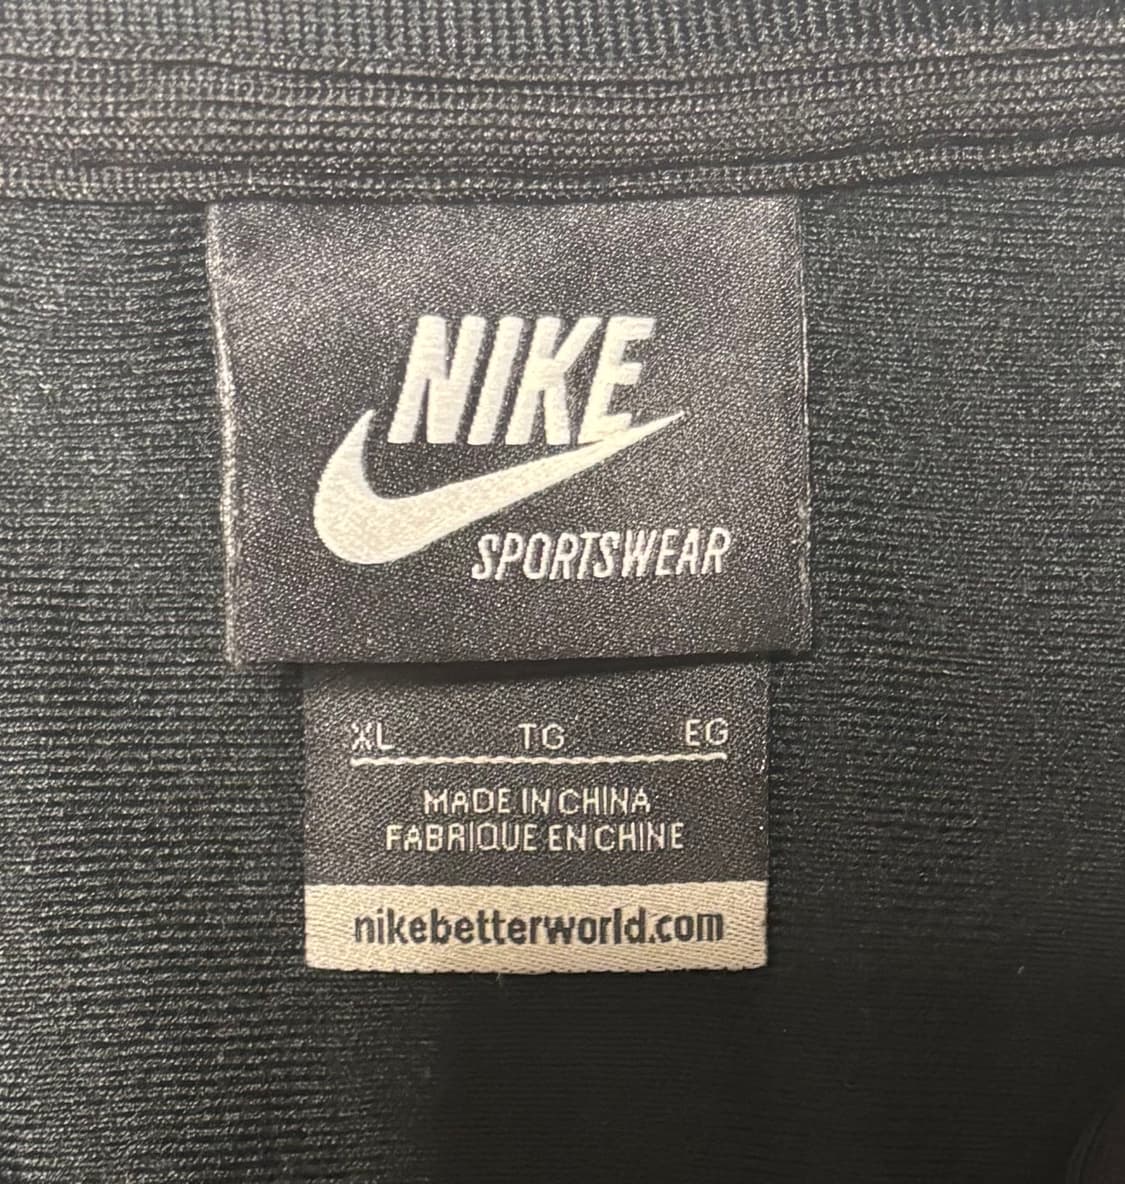 NIKE
SPORTSWEAR
XL TG EG
MADE IN CHINA
FABRIQUE EN CHINE
nikebetterworld.com